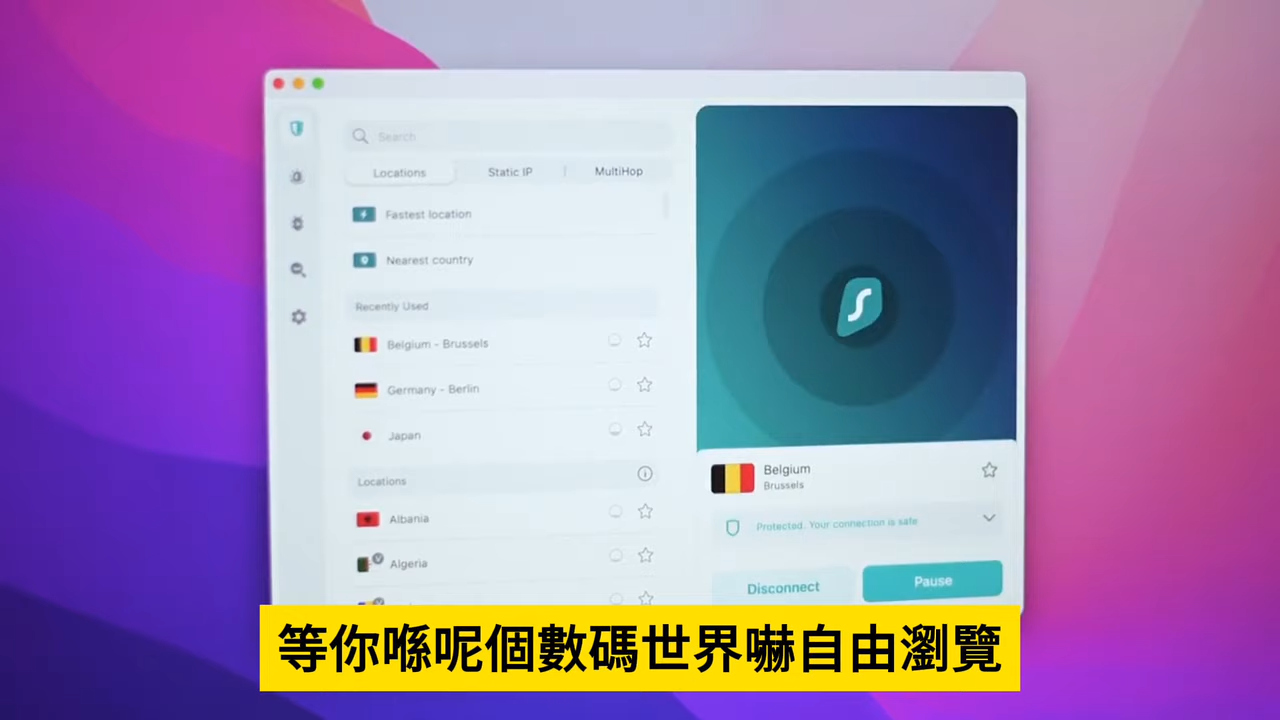 Search
Locations
Static IP
MultiHop
Fastest location
Nearest country
Recently Used
Belgium - Brussels
Germany - Berlin
Japan
Locations
Albania
Algeria
Belgium
Brussels
Protected. Your connection is safe
Disconnect
Pause
等你喺呢個數碼世界嚇自由瀏覽